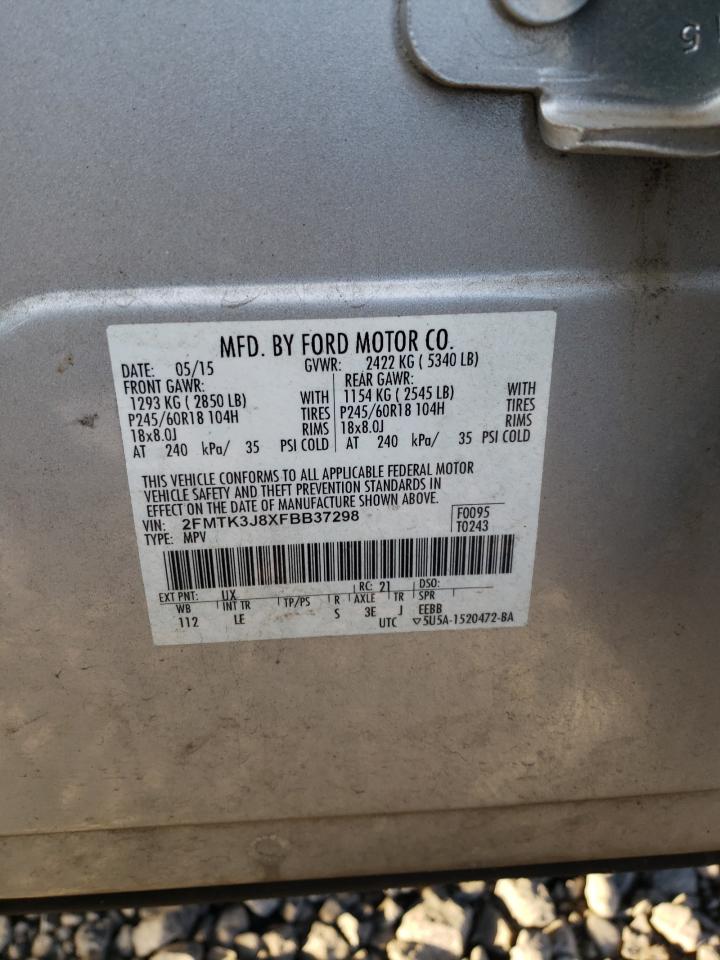 5
MFD. BY FORD MOTOR CO.
DATE: 05/15 GVWR: 2422 KG ( 5340 LB)
FRONT GAWR: REAR GAWR:
1293 KG ( 2850 LB) WITH 1154 KG ( 2545 LB) WITH
P245/60R18 104H TIRES P245/60R18 104H TIRES
18x8.0J RIMS 18x8.0J RIMS
AT 240 kPa/ 35 PSI COLD AT 240 kPa/ 35 PSI COLD
THIS VEHICLE CONFORMS TO ALL APPLICABLE FEDERAL MOTOR
VEHICLE SAFETY AND THEFT PREVENTION STANDARDS IN
EFFECT ON THE DATE OF MANUFACTURE SHOWN ABOVE.
VIN: 2FMTK3J8XFBB37298 F0095
TYPE: MPV T0243
EXT PNT: UX RC: 21 DSO:
WB INT TR TP/PS R AXLE TR SPR
112 LE S 3E J EEBB
UTC ▽5U5A-1520472-BA